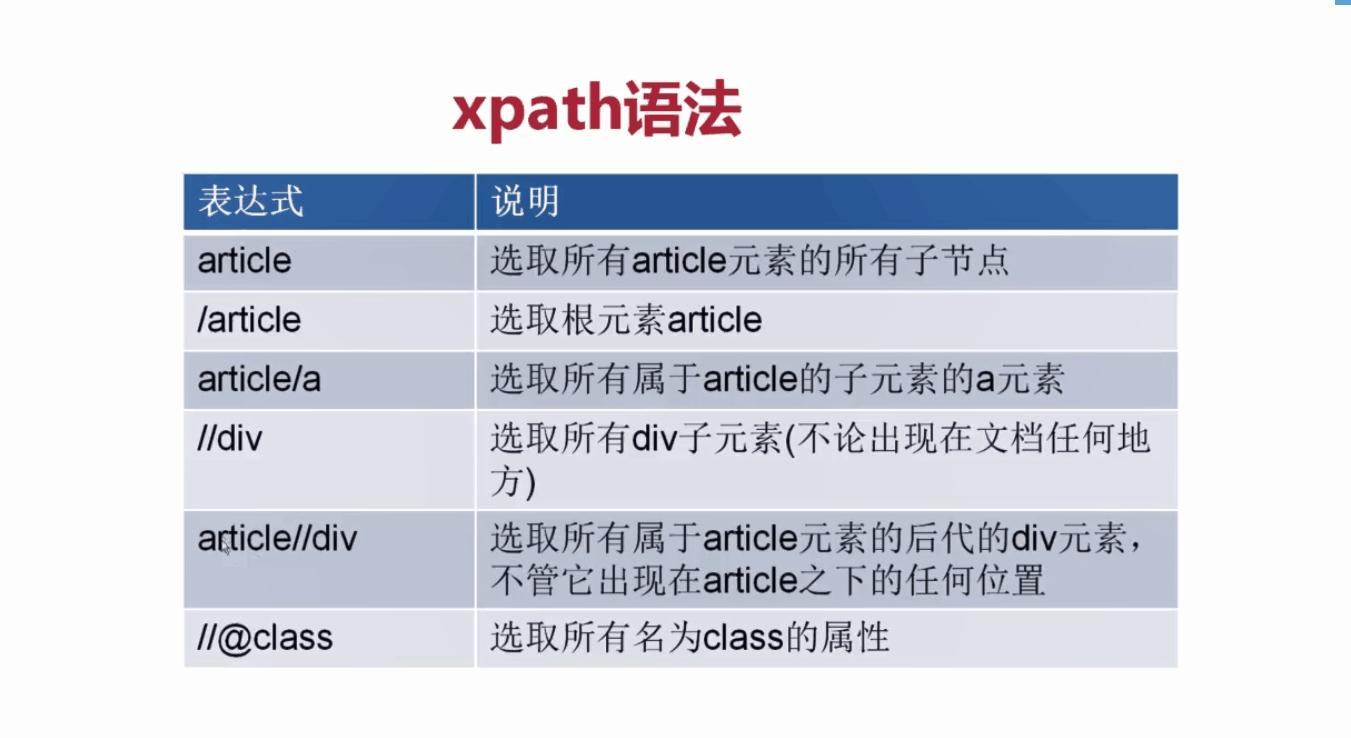 xpath语法
表达式 说明
article 选取所有article元素的所有子节点
/article 选取根元素article
article/a 选取所有属于article的子元素的a元素
//div 选取所有div子元素(不论出现在文档任何地
方)
article//div 选取所有属于article元素的后代的div元素，
不管它出现在article之下的任何位置
//@class 选取所有名为class的属性